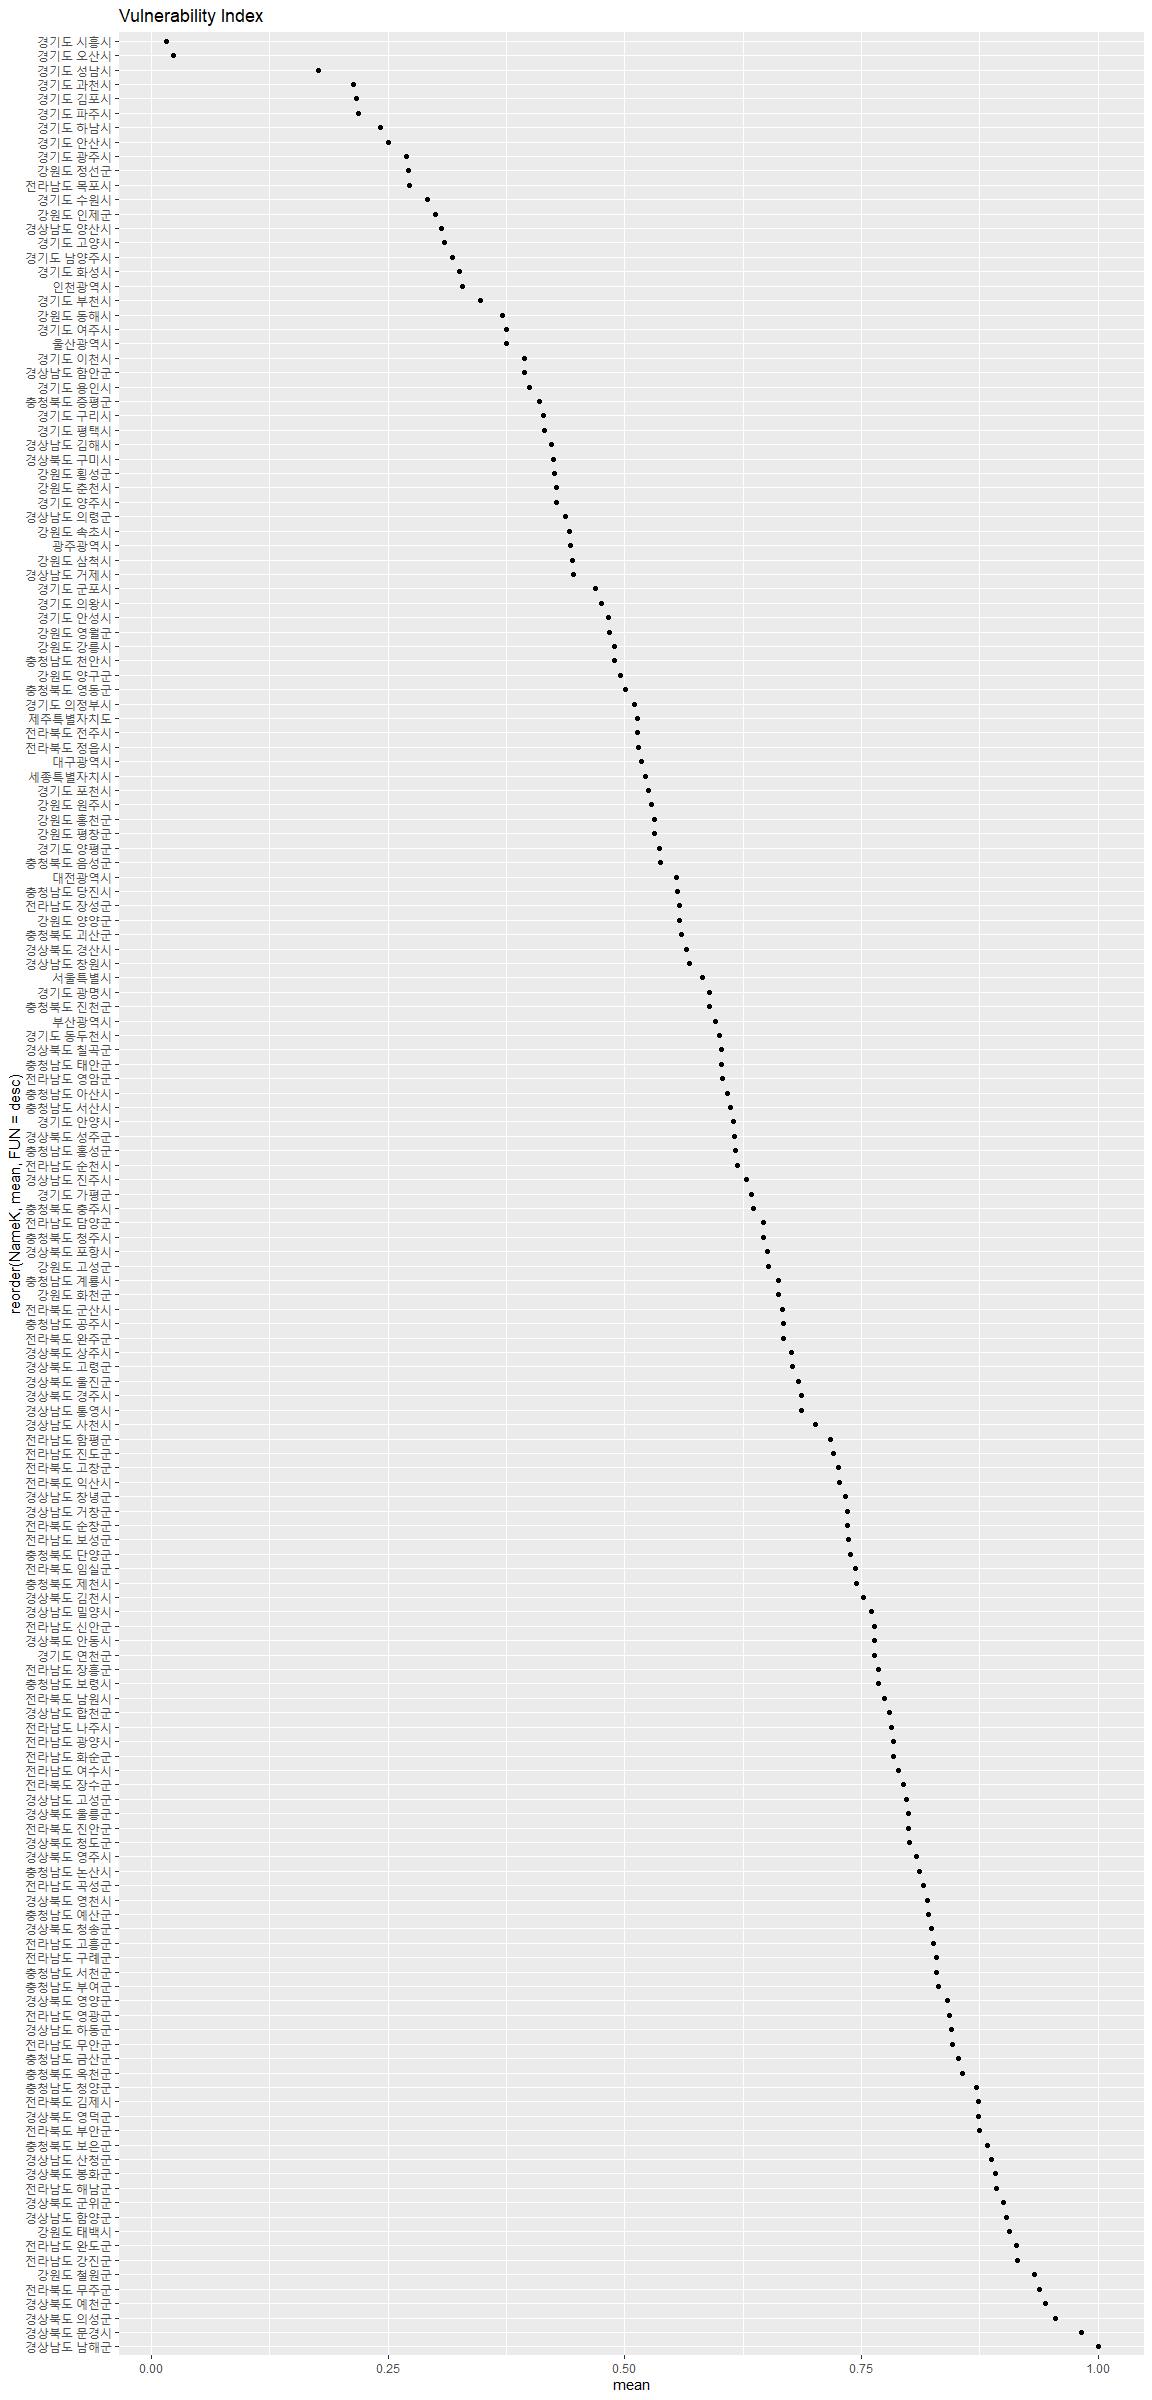 Vulnerability Index
경기도 시흥시
경기도 오산시
경기도 성남시
경기도 과천시
경기도 김포시
경기도 파주시
경기도 하남시
경기도 안산시
경기도 광주시
강원도 정선군
전라남도 목포시
경기도 수원시
강원도 인제군
경상남도 양산시
경기도 고양시
경기도 남양주시
경기도 화성시
인천광역시
경기도 부천시
강원도 동해시
경기도 여주시
울산광역시
경기도 이천시
경상남도 함안군
경기도 용인시
충청북도 증평군
경기도 구리시
경기도 평택시
경상남도 김해시
경상북도 구미시
강원도 횡성군
강원도 춘천시
경기도 양주시
경상남도 의령군
강원도 속초시
광주광역시
강원도 삼척시
경상남도 거제시
경기도 군포시
경기도 의왕시
경기도 안성시
강원도 영월군
강원도 강릉시
충청남도 천안시
강원도 양구군
충청북도 영동군
경기도 의정부시
제주특별자치도
전라북도 전주시
전라북도 정읍시
대구광역시
세종특별자치시
경기도 포천시
강원도 원주시
강원도 홍천군
강원도 평창군
경기도 양평군
충청북도 음성군
대전광역시
충청남도 당진시
전라남도 장성군
강원도 양양군
충청북도 괴산군
경상북도 경산시
경상남도 창원시
서울특별시
경기도 광명시
충청북도 진천군
부산광역시
경기도 동두천시
경상북도 칠곡군
충청남도 태안군
전라남도 영암군
충청남도 아산시
충청남도 서산시
경기도 안양시
경상북도 성주군
충청남도 홍성군
전라남도 순천시
경상남도 진주시
경기도 가평군
충청북도 충주시
전라남도 담양군
충청북도 청주시
경상북도 포항시
강원도 고성군
충청남도 계룡시
강원도 화천군
전라북도 군산시
충청남도 공주시
전라북도 완주군
경상북도 상주시
경상북도 고령군
경상북도 울진군
경상북도 경주시
경상남도 통영시
경상남도 사천시
전라남도 함평군
전라남도 진도군
전라북도 고창군
전라북도 익산시
경상남도 창녕군
경상남도 거창군
전라북도 순창군
전라남도 보성군
충청북도 단양군
전라북도 임실군
충청북도 제천시
경상북도 김천시
경상남도 밀양시
전라남도 신안군
경상북도 안동시
경기도 연천군
전라남도 장흥군
충청남도 보령시
전라북도 남원시
경상남도 합천군
전라남도 나주시
전라남도 광양시
전라남도 화순군
전라남도 여수시
전라북도 장수군
경상남도 고성군
경상북도 울릉군
전라북도 진안군
경상북도 청도군
경상북도 영주시
충청남도 논산시
전라남도 곡성군
경상북도 영천시
충청남도 예산군
경상북도 청송군
전라남도 고흥군
전라남도 구례군
충청남도 서천군
충청남도 부여군
경상북도 영양군
전라남도 영광군
경상남도 하동군
전라남도 무안군
충청남도 금산군
충청북도 옥천군
충청남도 청양군
전라북도 김제시
경상북도 영덕군
전라북도 부안군
충청북도 보은군
경상남도 산청군
경상북도 봉화군
전라남도 해남군
경상북도 군위군
경상남도 함양군
강원도 태백시
전라남도 완도군
전라남도 강진군
강원도 철원군
전라북도 무주군
경상북도 예천군
경상북도 의성군
경상북도 문경시
경상남도 남해군
reorder(NameK, mean, FUN = desc)
0.00 0.25 0.50 0.75 1.00
mean